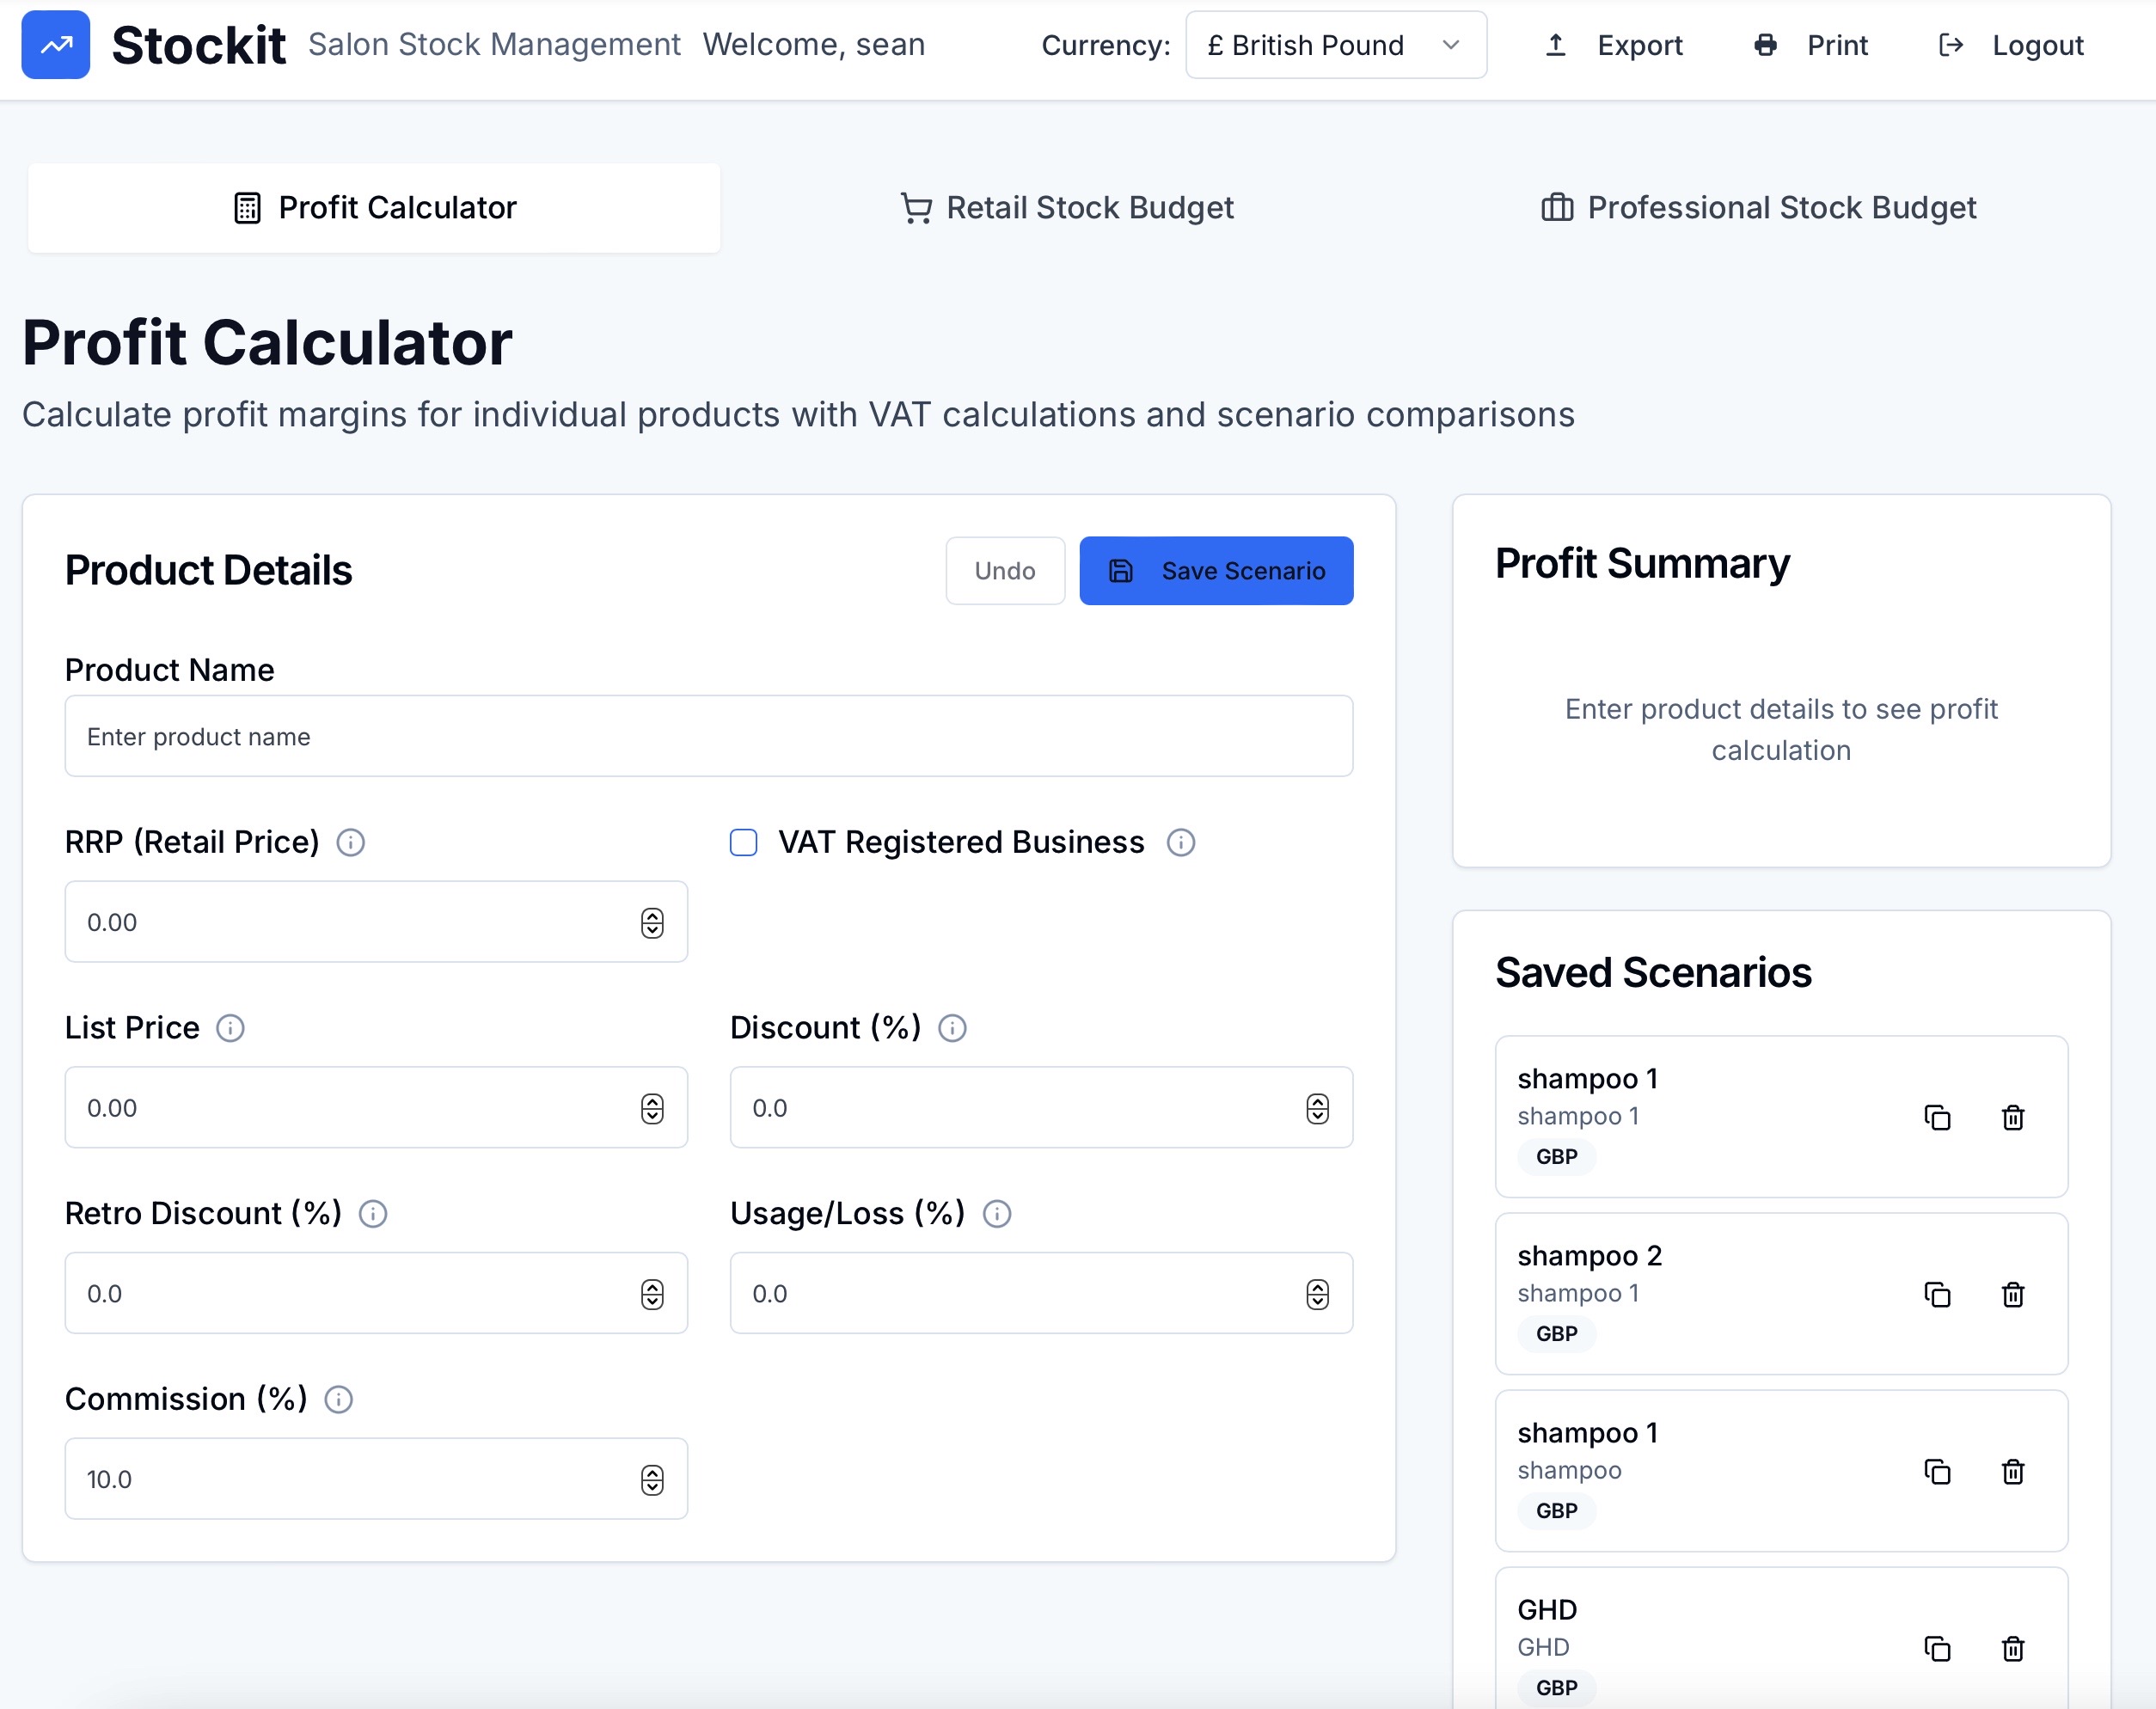 Stockit Salon Stock Management Welcome, sean Currency: £ British Pound Export Print Logout
Profit Calculator Retail Stock Budget Professional Stock Budget
Profit Calculator
Calculate profit margins for individual products with VAT calculations and scenario comparisons
Product Details Undo Save Scenario
Product Name
Enter product name
RRP (Retail Price) VAT Registered Business
0.00
List Price Discount (%)
0.00 0.0
Retro Discount (%) Usage/Loss (%)
0.0 0.0
Commission (%)
10.0
Profit Summary
Enter product details to see profit
calculation
Saved Scenarios
shampoo 1
shampoo 1
GBP
shampoo 2
shampoo 1
GBP
shampoo 1
shampoo
GBP
GHD
GHD
GBP